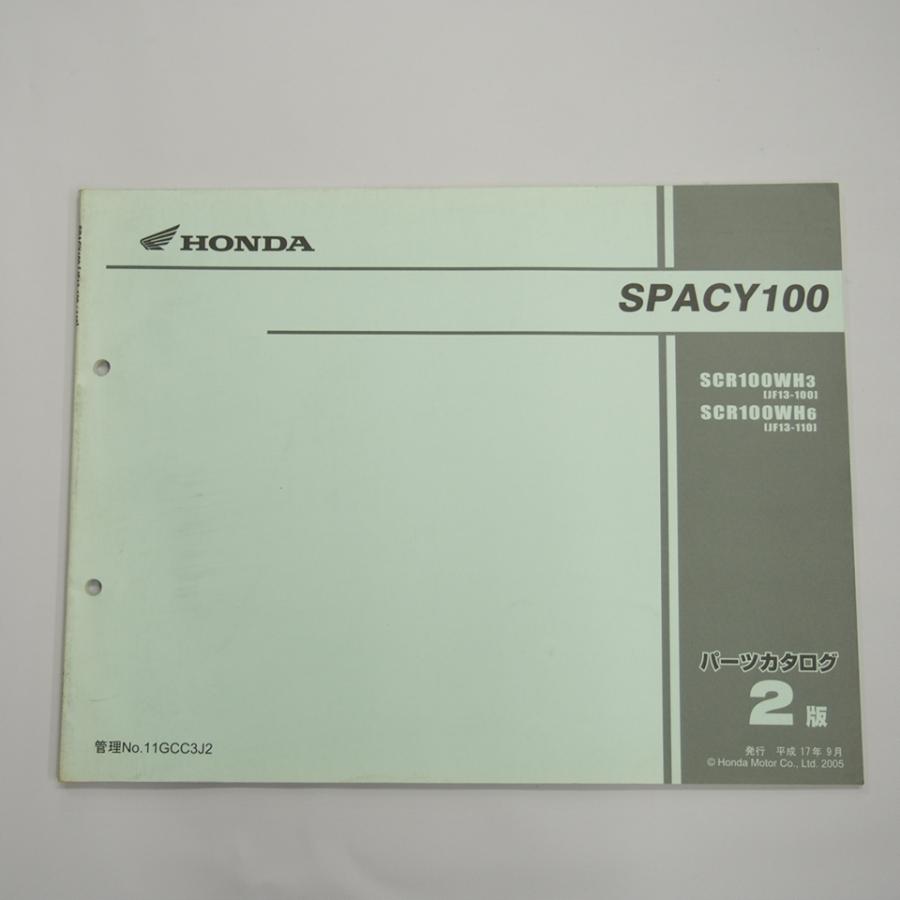 HONDA
SPACY100
SCR100WH3
[JF13-100]
SCR100WH6
[JF13-110]
パーツカタログ
2版
管理No.11GCC3J2
発行 平成 17年 9月
© Honda Motor Co., Ltd. 2005